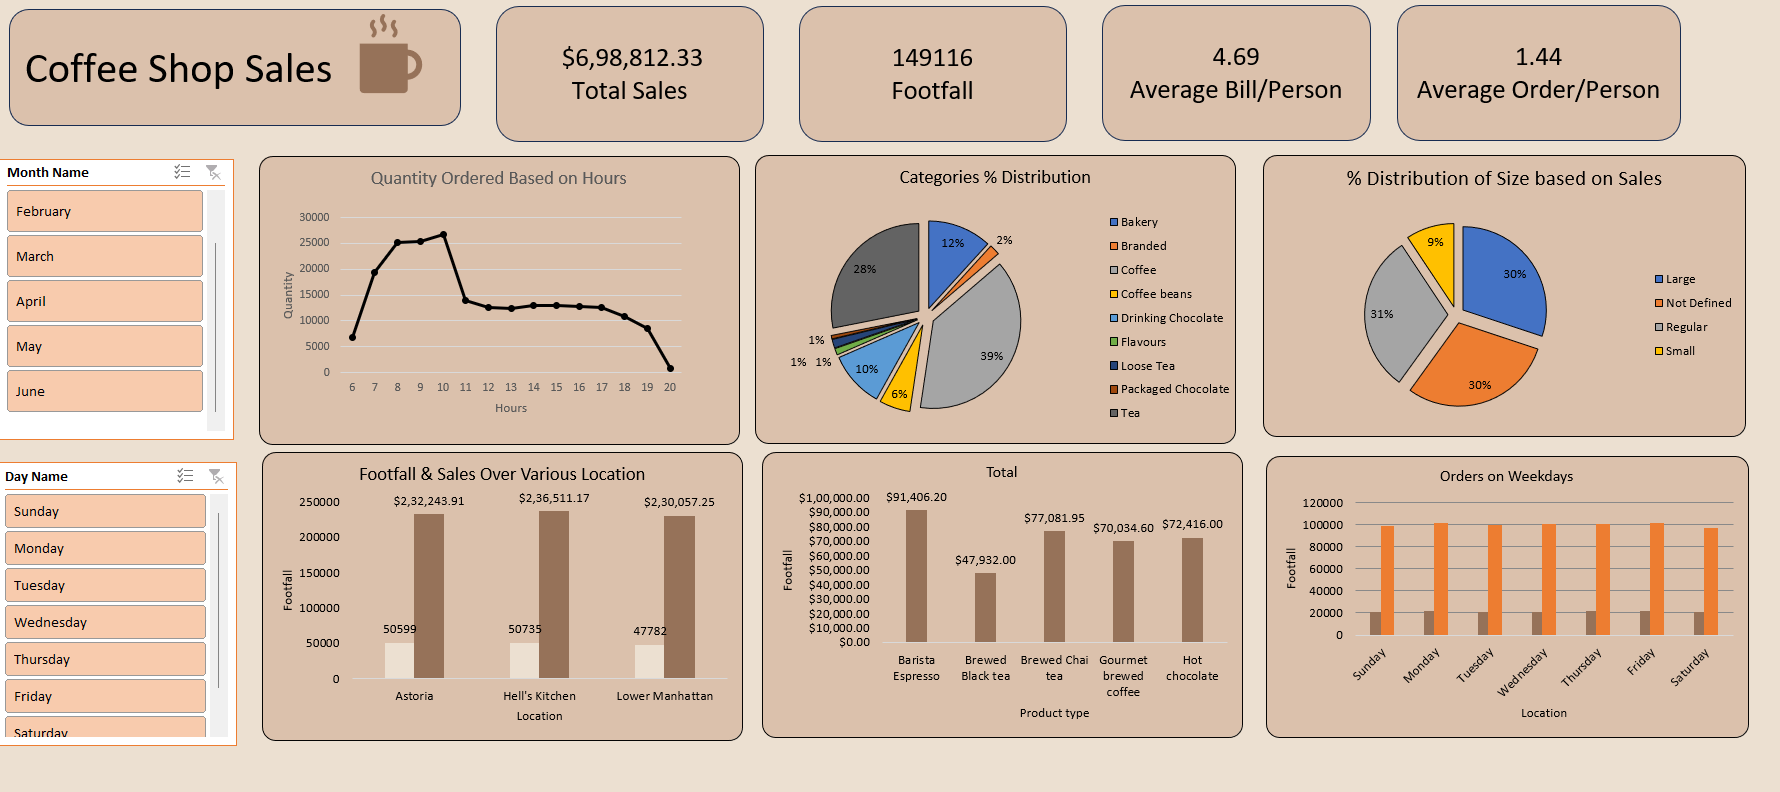 Coffee Shop Sales
$6,98,812.33
Total Sales
149116
Footfall
4.69
Average Bill/Person
1.44
Average Order/Person
Month Name
February
March
April
May
June
Day Name
Sunday
Monday
Tuesday
Wednesday
Thursday
Friday
Saturday
Quantity Ordered Based on Hours
Quantity
30000
25000
20000
15000
10000
5000
0
6 7 8 9 10 11 12 13 14 15 16 17 18 19 20
Hours
Categories % Distribution
12%
2%
39%
6%
10%
1%
1%
1%
28%
Bakery
Branded
Coffee
Coffee beans
Drinking Chocolate
Flavours
Loose Tea
Packaged Chocolate
Tea
% Distribution of Size based on Sales
30%
30%
31%
9%
Large
Not Defined
Regular
Small
Footfall & Sales Over Various Location
Footfall
250000
200000
150000
100000
50000
0
$2,32,243.91
$2,36,511.17
$2,30,057.25
50599
50735
47782
Astoria
Hell's Kitchen
Lower Manhattan
Location
Total
Footfall
$1,00,000.00
$90,000.00
$80,000.00
$70,000.00
$60,000.00
$50,000.00
$40,000.00
$30,000.00
$20,000.00
$10,000.00
$0.00
$91,406.20
$47,932.00
$77,081.95
$70,034.60
$72,416.00
Barista
Espresso
Brewed
Black tea
Brewed Chai
tea
Gourmet
brewed
coffee
Hot
chocolate
Product type
Orders on Weekdays
Footfall
120000
100000
80000
60000
40000
20000
0
Sunday
Monday
Tuesday
Wednesday
Thursday
Friday
Saturday
Location